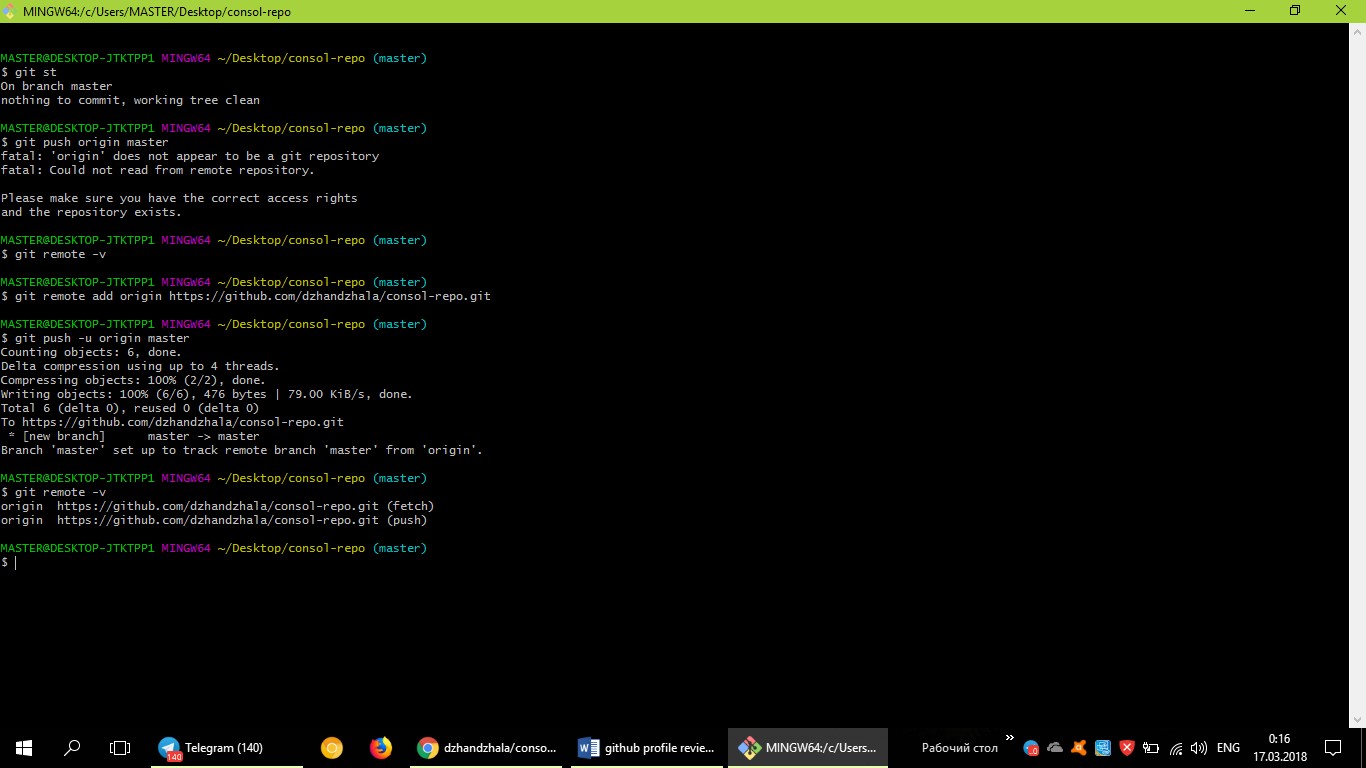 MINGW64:/c/Users/MASTER/Desktop/consol-repo
MASTER@DESKTOP-JTKTPP1 MINGW64 ~/Desktop/consol-repo (master)
$ git st
On branch master
nothing to commit, working tree clean
MASTER@DESKTOP-JTKTPP1 MINGW64 ~/Desktop/consol-repo (master)
$ git push origin master
fatal: 'origin' does not appear to be a git repository
fatal: Could not read from remote repository.
Please make sure you have the correct access rights
and the repository exists.
MASTER@DESKTOP-JTKTPP1 MINGW64 ~/Desktop/consol-repo (master)
$ git remote -v
MASTER@DESKTOP-JTKTPP1 MINGW64 ~/Desktop/consol-repo (master)
$ git remote add origin https://github.com/dzhandzhala/consol-repo.git
MASTER@DESKTOP-JTKTPP1 MINGW64 ~/Desktop/consol-repo (master)
$ git push -u origin master
Counting objects: 6, done.
Delta compression using up to 4 threads.
Compressing objects: 100% (2/2), done.
Writing objects: 100% (6/6), 476 bytes | 79.00 KiB/s, done.
Total 6 (delta 0), reused 0 (delta 0)
To https://github.com/dzhandzhala/consol-repo.git
 * [new branch]      master -> master
Branch 'master' set up to track remote branch 'master' from 'origin'.
MASTER@DESKTOP-JTKTPP1 MINGW64 ~/Desktop/consol-repo (master)
$ git remote -v
origin  https://github.com/dzhandzhala/consol-repo.git (fetch)
origin  https://github.com/dzhandzhala/consol-repo.git (push)
MASTER@DESKTOP-JTKTPP1 MINGW64 ~/Desktop/consol-repo (master)
$
140 Telegram (140) dzhandzhala/conso... github profile revie... MINGW64:/c/Users... Рабочий стол » ENG 0:16
17.03.2018